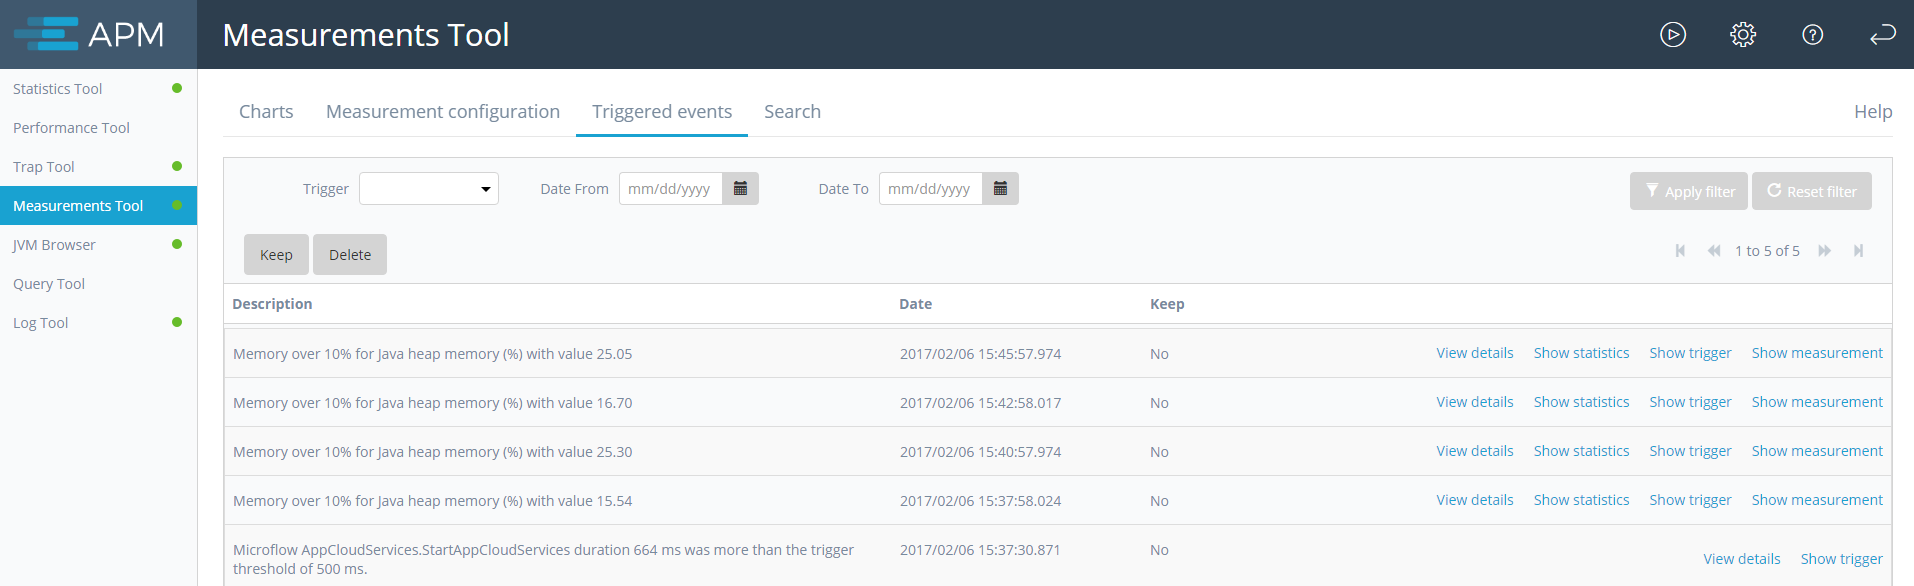 APM
Measurements Tool
Statistics Tool
Performance Tool
Trap Tool
Measurements Tool
JVM Browser
Query Tool
Log Tool
Charts Measurement configuration Triggered events Search Help
Trigger Date From mm/dd/yyyy Date To mm/dd/yyyy Apply filter Reset filter
Keep Delete 1 to 5 of 5
Description Date Keep
Memory over 10% for Java heap memory (%) with value 25.05 2017/02/06 15:45:57.974 No View details Show statistics Show trigger Show measurement
Memory over 10% for Java heap memory (%) with value 16.70 2017/02/06 15:42:58.017 No View details Show statistics Show trigger Show measurement
Memory over 10% for Java heap memory (%) with value 25.30 2017/02/06 15:40:57.974 No View details Show statistics Show trigger Show measurement
Memory over 10% for Java heap memory (%) with value 15.54 2017/02/06 15:37:58.024 No View details Show statistics Show trigger Show measurement
Microflow AppCloudServices.StartAppCloudServices duration 664 ms was more than the trigger 2017/02/06 15:37:30.871 No
threshold of 500 ms. View details Show trigger